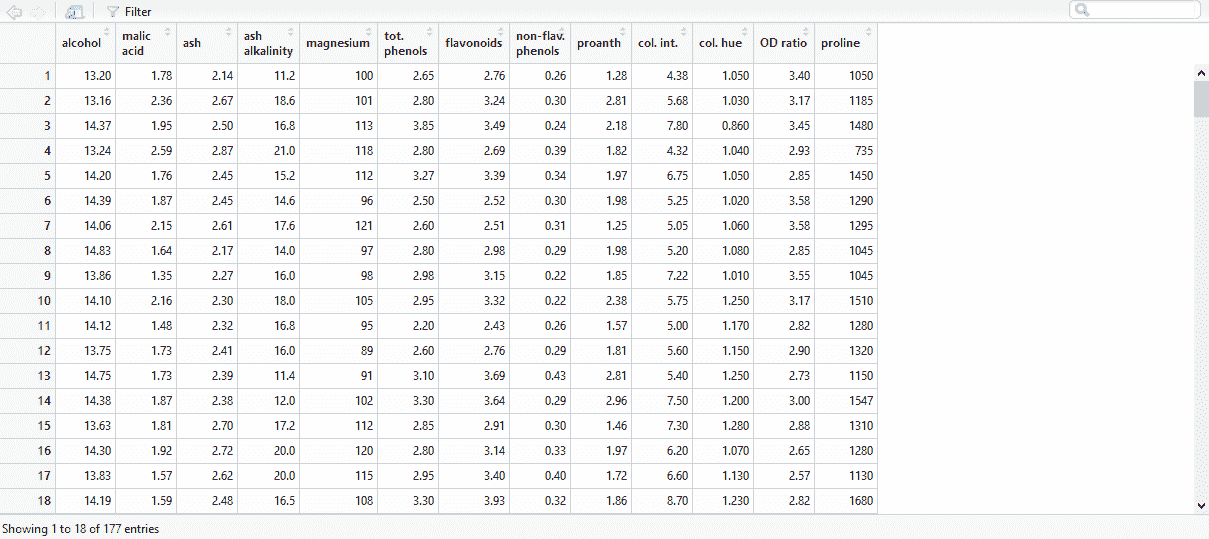 Filter
alcohol malic acid ash ash alkalinity magnesium tot. phenols flavonoids non-flav. phenols proanth col. int. col. hue OD ratio proline
1 13.20 1.78 2.14 11.2 100 2.65 2.76 0.26 1.28 4.38 1.050 3.40 1050
2 13.16 2.36 2.67 18.6 101 2.80 3.24 0.30 2.81 5.68 1.030 3.17 1185
3 14.37 1.95 2.50 16.8 113 3.85 3.49 0.24 2.18 7.80 0.860 3.45 1480
4 13.24 2.59 2.87 21.0 118 2.80 2.69 0.39 1.82 4.32 1.040 2.93 735
5 14.20 1.76 2.45 15.2 112 3.27 3.39 0.34 1.97 6.75 1.050 2.85 1450
6 14.39 1.87 2.45 14.6 96 2.50 2.52 0.30 1.98 5.25 1.020 3.58 1290
7 14.06 2.15 2.61 17.6 121 2.60 2.51 0.31 1.25 5.05 1.060 3.58 1295
8 14.83 1.64 2.17 14.0 97 2.80 2.98 0.29 1.98 5.20 1.080 2.85 1045
9 13.86 1.35 2.27 16.0 98 2.98 3.15 0.22 1.85 7.22 1.010 3.55 1045
10 14.10 2.16 2.30 18.0 105 2.95 3.32 0.22 2.38 5.75 1.250 3.17 1510
11 14.12 1.48 2.32 16.8 95 2.20 2.43 0.26 1.57 5.00 1.170 2.82 1280
12 13.75 1.73 2.41 16.0 89 2.60 2.76 0.29 1.81 5.60 1.150 2.90 1320
13 14.75 1.73 2.39 11.4 91 3.10 3.69 0.43 2.81 5.40 1.250 2.73 1150
14 14.38 1.87 2.38 12.0 102 3.30 3.64 0.29 2.96 7.50 1.200 3.00 1547
15 13.63 1.81 2.70 17.2 112 2.85 2.91 0.30 1.46 7.30 1.280 2.88 1310
16 14.30 1.92 2.72 20.0 120 2.80 3.14 0.33 1.97 6.20 1.070 2.65 1280
17 13.83 1.57 2.62 20.0 115 2.95 3.40 0.40 1.72 6.60 1.130 2.57 1130
18 14.19 1.59 2.48 16.5 108 3.30 3.93 0.32 1.86 8.70 1.230 2.82 1680
Showing 1 to 18 of 177 entries